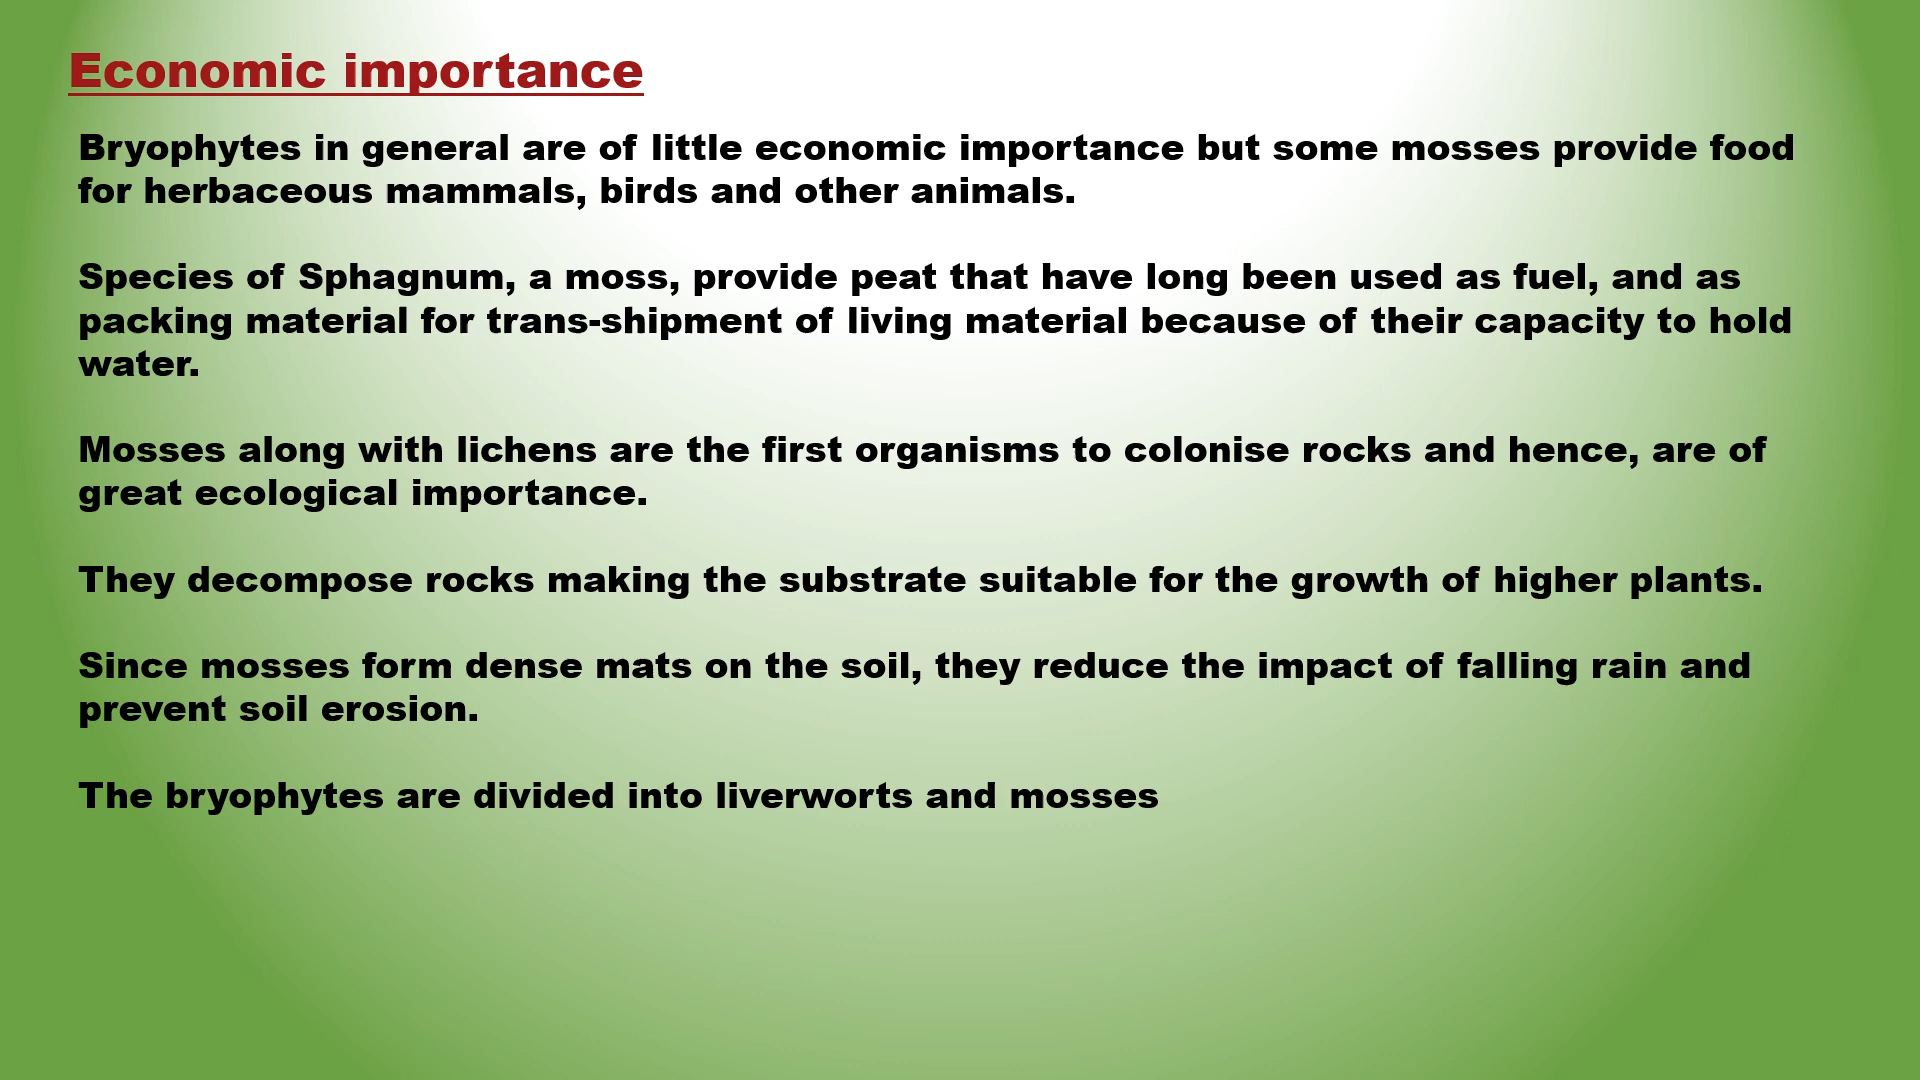 Economic importance
Bryophytes in general are of little economic importance but some mosses provide food
for herbaceous mammals, birds and other animals.
Species of Sphagnum, a moss, provide peat that have long been used as fuel, and as
packing material for trans-shipment of living material because of their capacity to hold
water.
Mosses along with lichens are the first organisms to colonise rocks and hence, are of
great ecological importance.
They decompose rocks making the substrate suitable for the growth of higher plants.
Since mosses form dense mats on the soil, they reduce the impact of falling rain and
prevent soil erosion.
The bryophytes are divided into liverworts and mosses